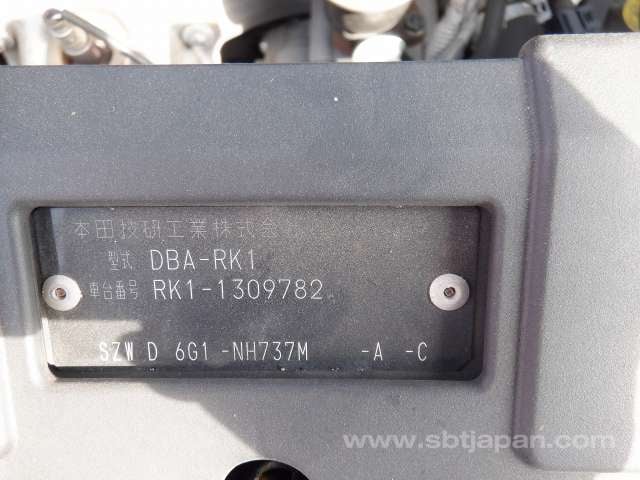 本田技研工業株式会
型式 DBA-RK1
車台番号 RK1-1309782
SZW D 6G1 -NH737M -A -C
www.sbtjapan.com